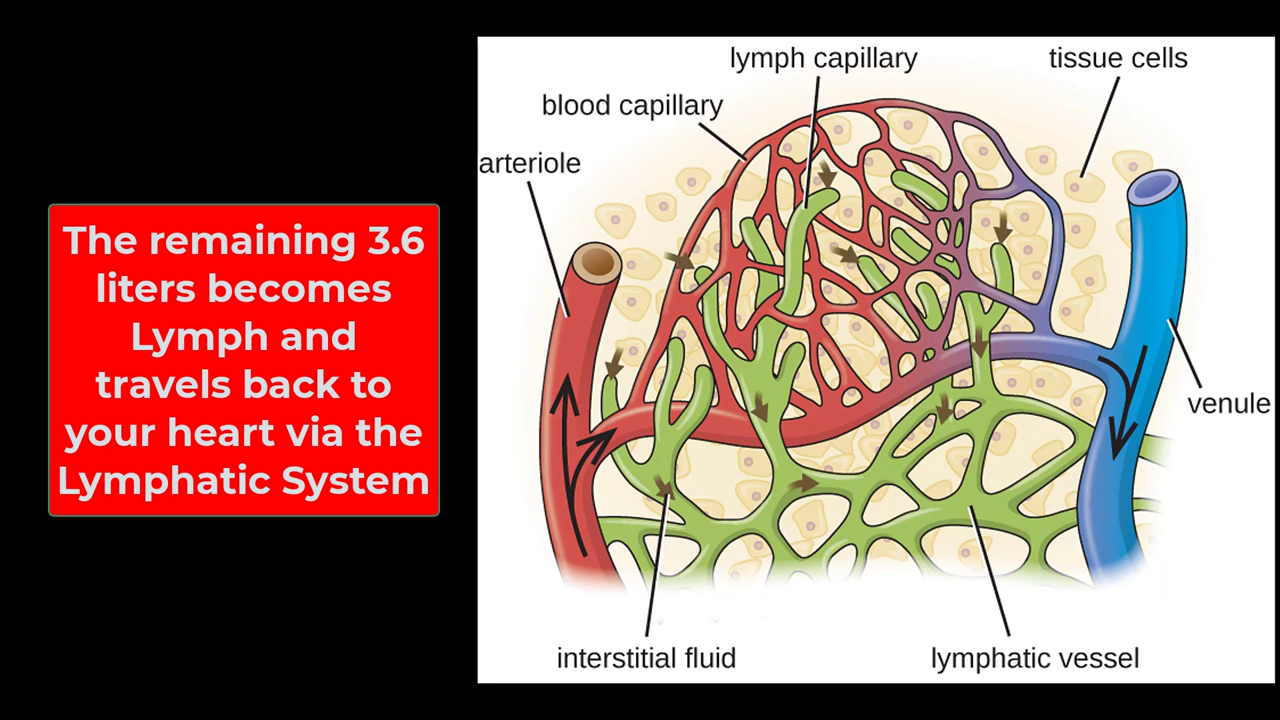 The remaining 3.6
liters becomes
Lymph and
travels back to
your heart via the
Lymphatic System
lymph capillary
tissue cells
blood capillary
arteriole
venule
interstitial fluid
lymphatic vessel